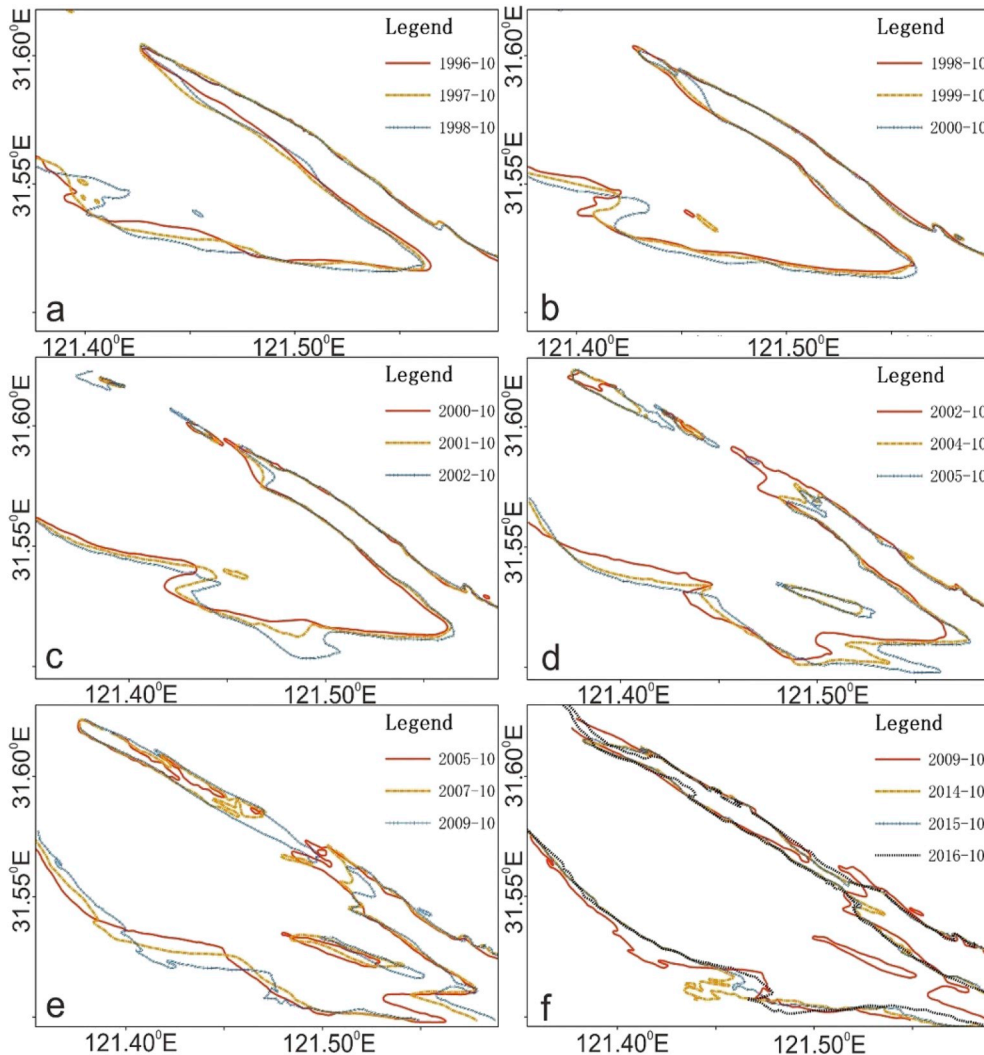 Legend
1996-10
1997-10
1998-10
31.60°E
31.55°E
a
121.40°E
121.50°E
Legend
1998-10
1999-10
2000-10
31.60°E
31.55°E
b
121.40°E
121.50°E
Legend
2000-10
2001-10
2002-10
31.60°E
31.55°E
c
121.40°E
121.50°E
Legend
2002-10
2004-10
2005-10
31.60°E
31.55°E
d
121.40°E
121.50°E
Legend
2005-10
2007-10
2009-10
31.60°E
31.55°E
e
121.40°E
121.50°E
Legend
2009-10
2014-10
2015-10
2016-10
31.60°E
31.55°E
f
121.40°E
121.50°E